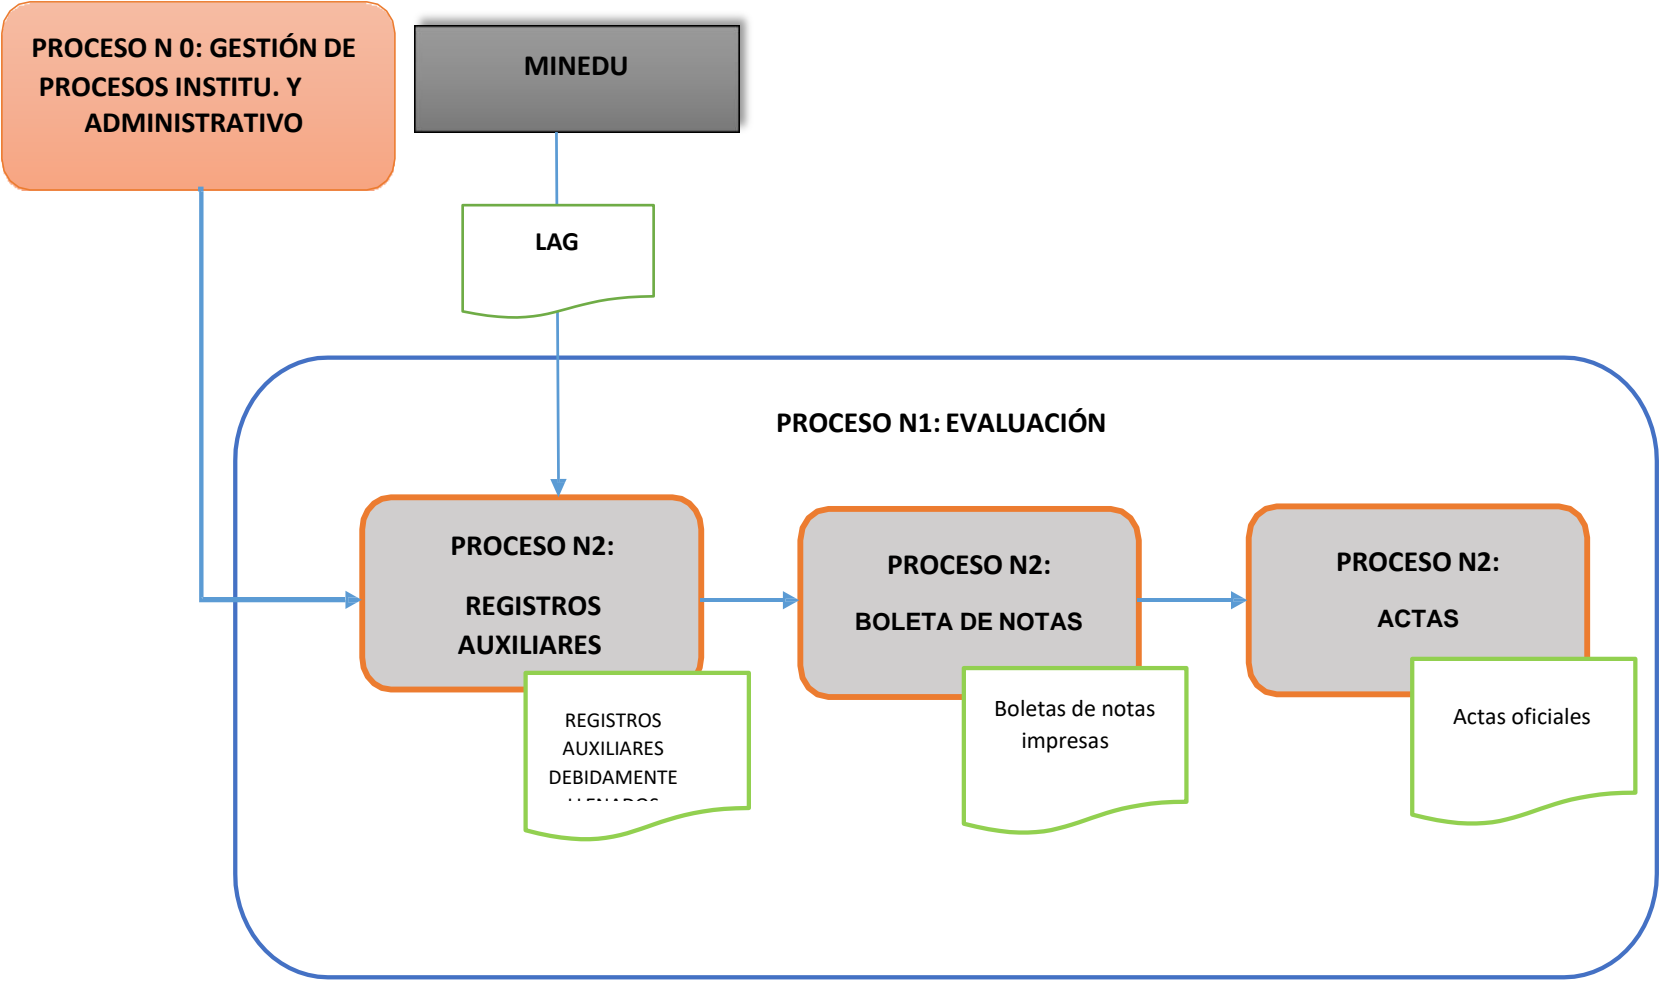 PROCESO N 0: GESTIÓN DE
PROCESOS INSTITU. Y
ADMINISTRATIVO
MINEDU
LAG
PROCESO N1: EVALUACIÓN
PROCESO N2:
REGISTROS
AUXILIARES
PROCESO N2:
BOLETA DE NOTAS
PROCESO N2:
ACTAS
REGISTROS
AUXILIARES
DEBIDAMENTE
Boletas de notas
impresas
Actas oficiales